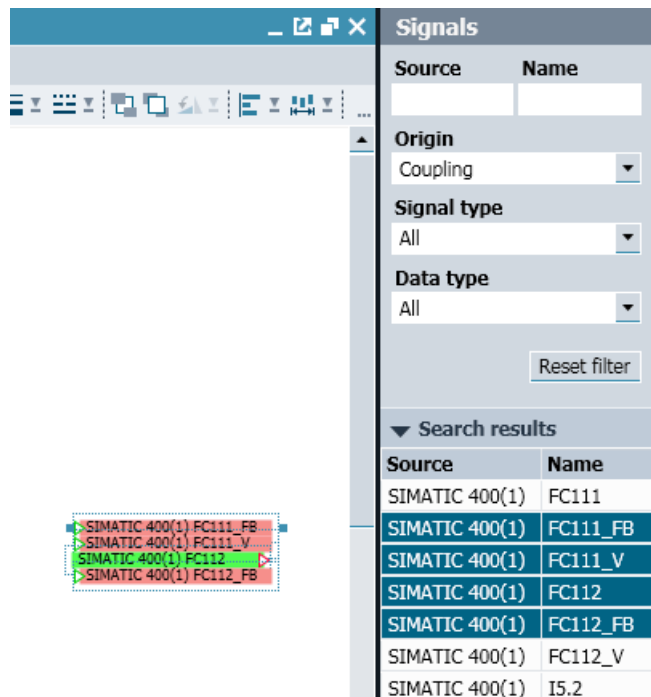 Signals
Source Name
...
Origin
Coupling
Signal type
All
Data type
All
Reset filter
Search results
Source Name
SIMATIC 400(1) FC111
SIMATIC 400(1) FC111_FB
SIMATIC 400(1) FC111_V
SIMATIC 400(1) FC112
SIMATIC 400(1) FC112_FB
SIMATIC 400(1) FC112_V
SIMATIC 400(1) I5.2
SIMATIC 400(1) FC111_FB
SIMATIC 400(1) FC111_V
SIMATIC 400(1) FC112
SIMATIC 400(1) FC112_FB